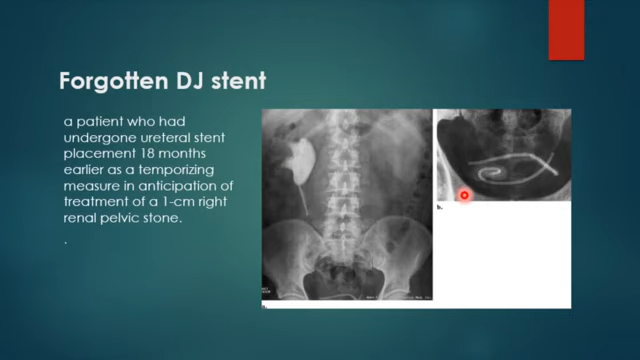 Forgotten DJ stent
a patient who had
undergone ureteral stent
placement 18 months
earlier as a temporizing
measure in anticipation of
treatment of a 1-cm right
renal pelvic stone.
.
b.
a.